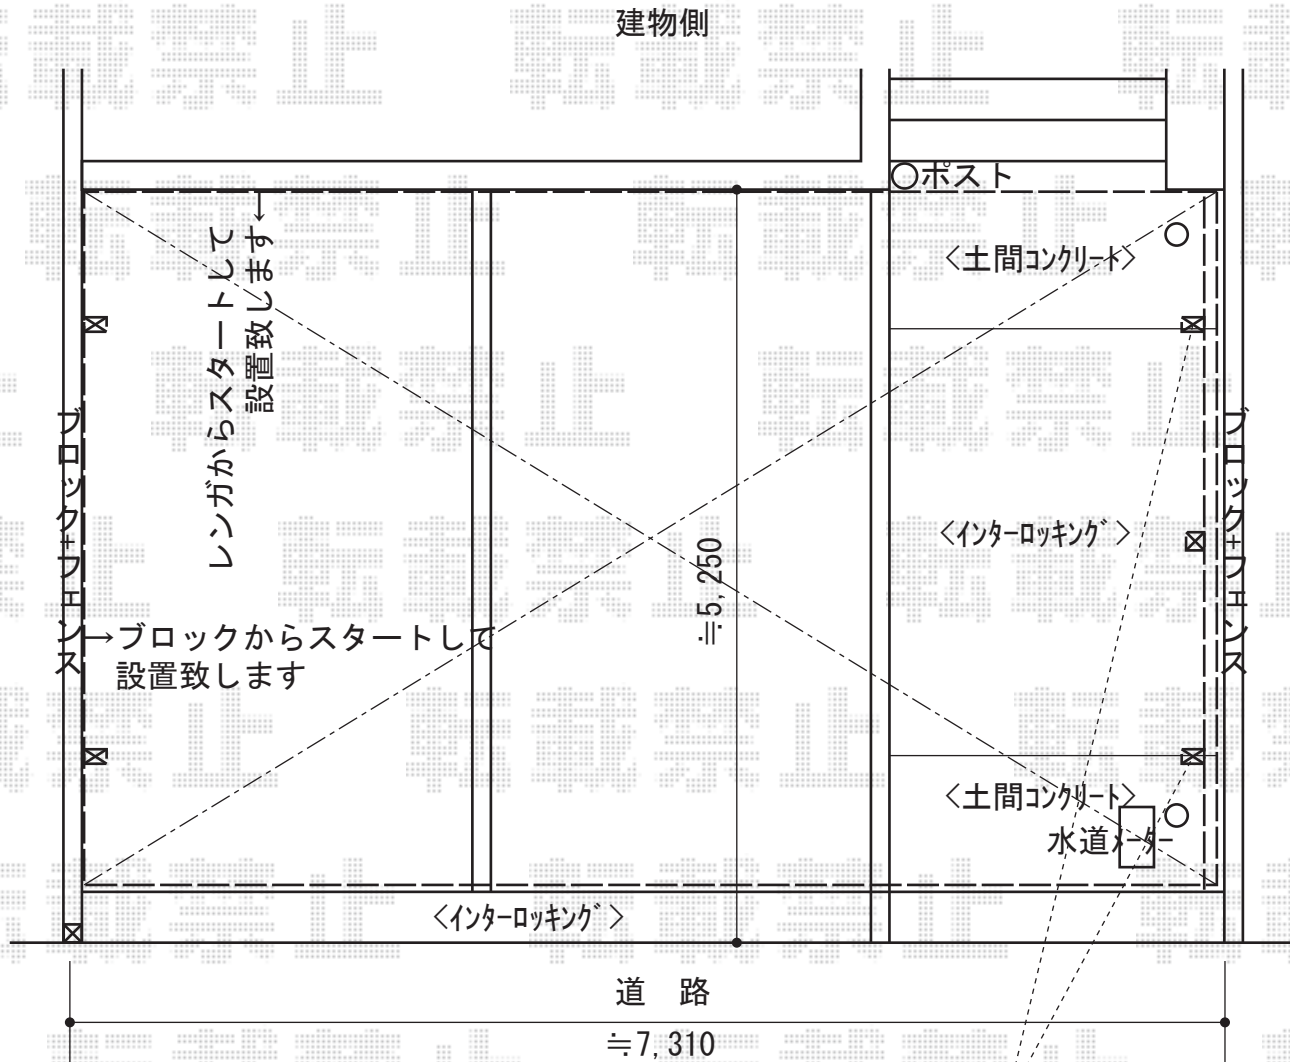 建物側
ポスト
レンガからスタートして
設置致します
<土間コンクリート>
ブロック+フェンス
ブロック+フェンス
<インターロッキング>
≒5,250
→ブロックからスタートして
設置致します
<土間コンクリート>
水道メーター
<インターロッキング>
道 路
≒7,310
転載禁止